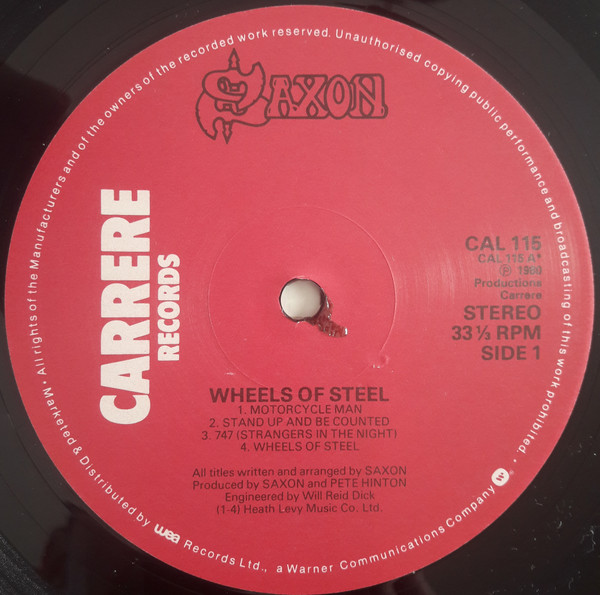 • All rights of the Manufacturers and of the owners of the recorded work reserved. Unauthorised copying public performance and broadcasting of this work prohibited. •
SAXON
CARRERE
RECORDS
CAL 115
CAL 115 A*
℗ 1980
Productions
Carrere
STEREO
33 ⅓ RPM
SIDE 1
WHEELS OF STEEL
1. MOTORCYCLE MAN
2. STAND UP AND BE COUNTED
3. 747 (STRANGERS IN THE NIGHT)
4. WHEELS OF STEEL
All titles written and arranged by SAXON
Produced by SAXON and PETE HINTON
Engineered by Will Reid Dick
(1-4) Heath Levy Music Co. Ltd.
Marketed & Distributed by wea Records Ltd., a Warner Communications Company W